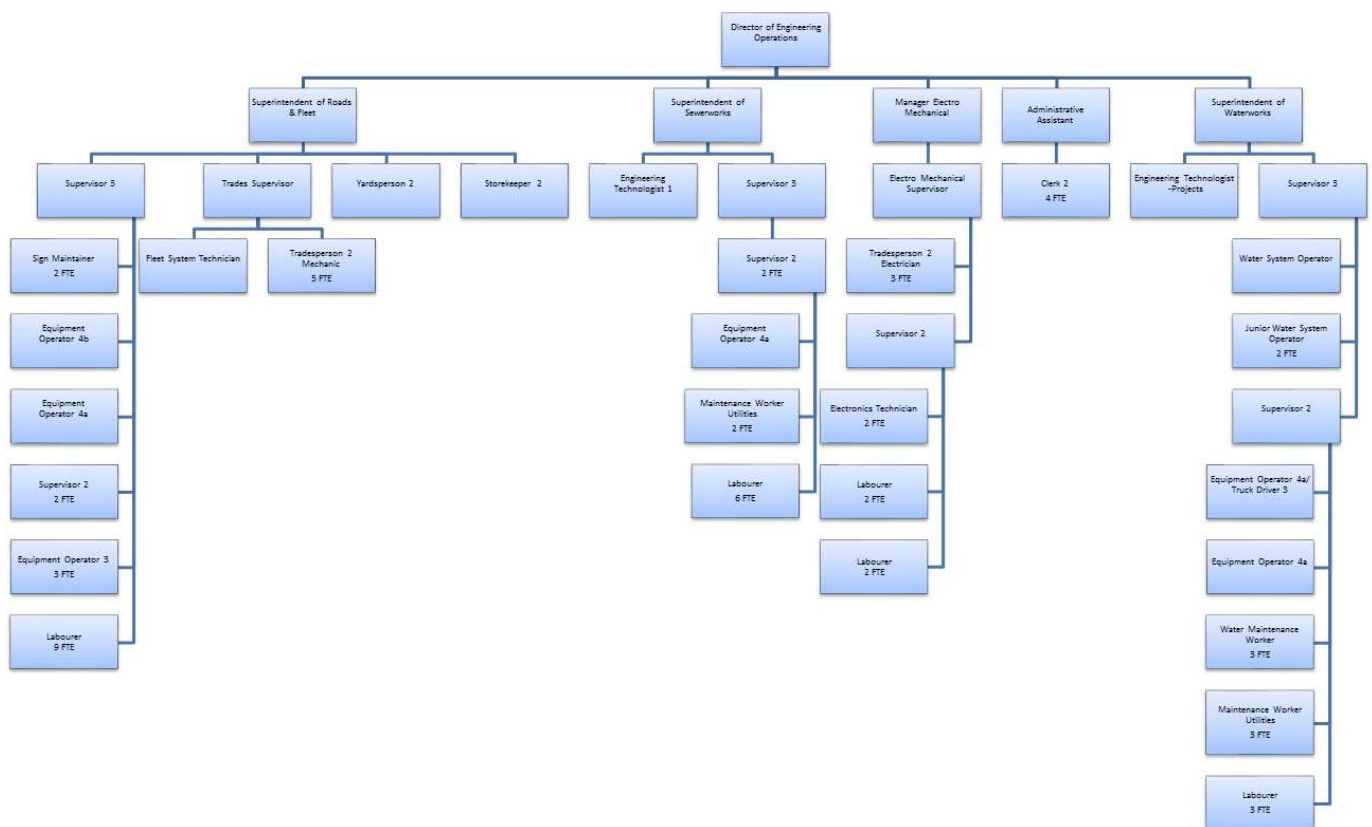 Director of Engineering
Operations
Superintendent of Roads
& Fleet
Superintendent of
Sewerworks
Manager Electro
Mechanical
Administrative
Assistant
Superintendent of
Waterworks
Supervisor 3
Trades Supervisor
Yardsperson 2
Storekeeper 2
Engineering
Technologist 1
Supervisor 3
Electro Mechanical
Supervisor
Clerk 2
4 FTE
Engineering Technologist
-Projects
Supervisor 3
Sign Maintainer
2 FTE
Fleet System Technician
Tradesperson 2
Mechanic
5 FTE
Supervisor 2
2 FTE
Tradesperson 2
Electrician
3 FTE
Water System Operator
Equipment
Operator 4b
Equipment
Operator 4a
Supervisor 2
Junior Water System
Operator
2 FTE
Equipment
Operator 4a
Maintenance Worker
Utilities
2 FTE
Electronics Technician
2 FTE
Supervisor 2
Supervisor 2
2 FTE
Labourer
6 FTE
Labourer
2 FTE
Equipment Operator 4a/
Truck Driver 3
Equipment Operator 3
3 FTE
Labourer
2 FTE
Equipment Operator 4a
Labourer
9 FTE
Water Maintenance
Worker
3 FTE
Maintenance Worker
Utilities
3 FTE
Labourer
3 FTE